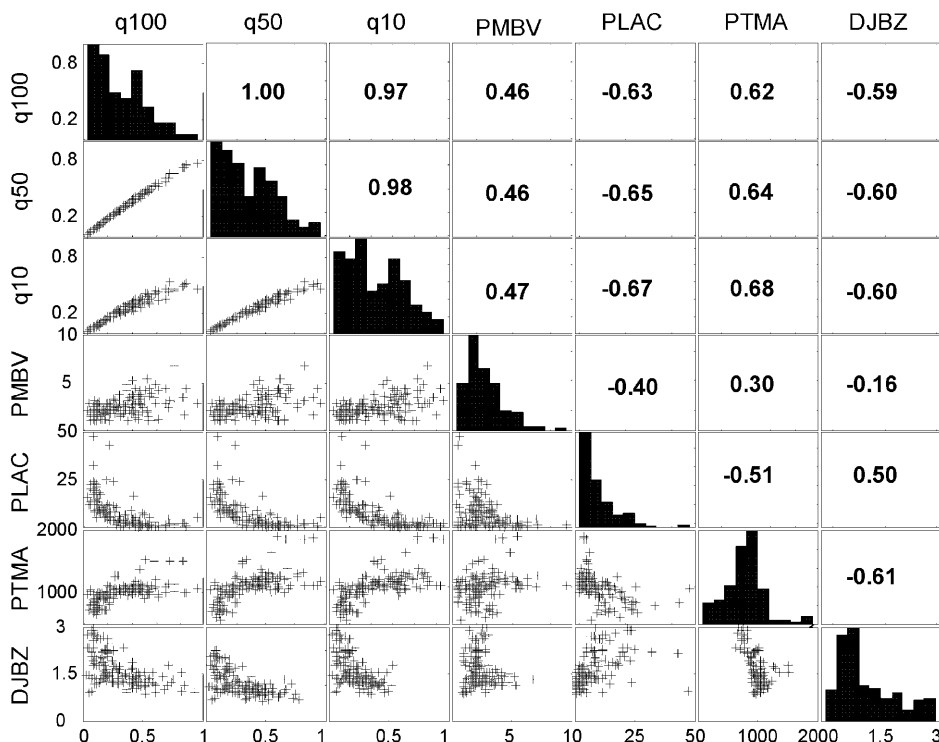 q100 q50 q10 PMBV PLAC PTMA DJBZ
q100 0.8 0.2 1.00 0.97 0.46 -0.63 0.62 -0.59
q50 0.8 0.2 0.98 0.46 -0.65 0.64 -0.60
q10 0.8 0.2 0.47 -0.67 0.68 -0.60
PMBV 10 5 -0.40 0.30 -0.16
PLAC 50 25 -0.51 0.50
PTMA 2000 1000 -0.61
DJBZ 3 1.5 0
0 0.5 1 0.5 1 0.5 1 5 10 25 50 1000 2000 1.5 3